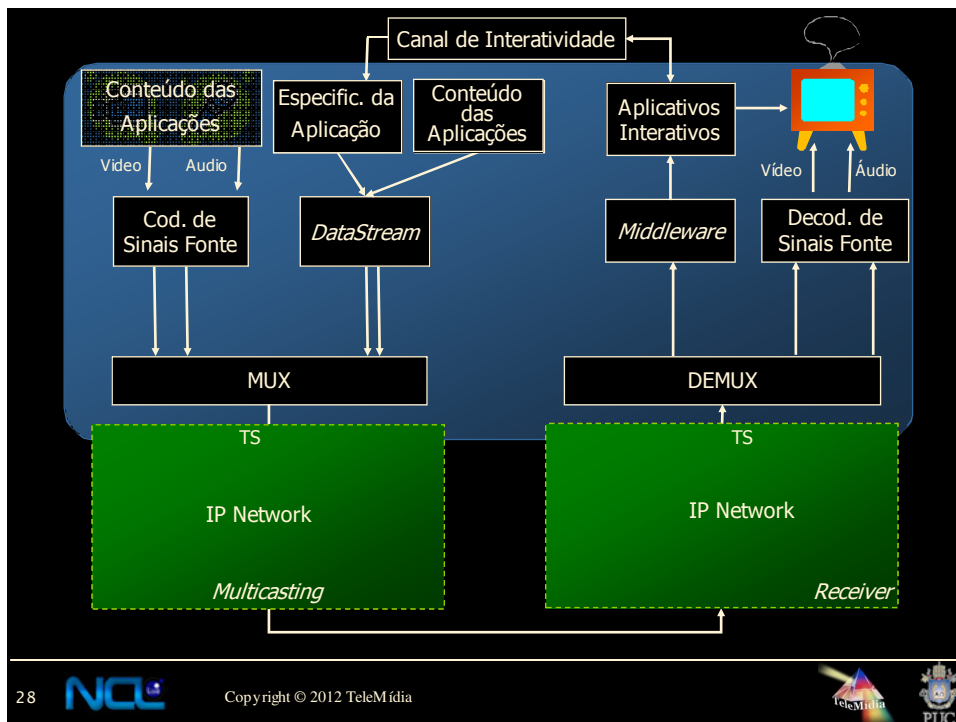 Canal de Interatividade
Conteúdo das
Aplicações
Especific. da
Aplicação
Conteúdo
das
Aplicações
Aplicativos
Interativos
Video
Audio
Vídeo
Áudio
Cod. de
Sinais Fonte
DataStream
Middleware
Decod. de
Sinais Fonte
MUX
DEMUX
TS
TS
IP Network
IP Network
Multicasting
Receiver
28
NCL
Copyright © 2012 TeleMídia
TeleMídia
PUC